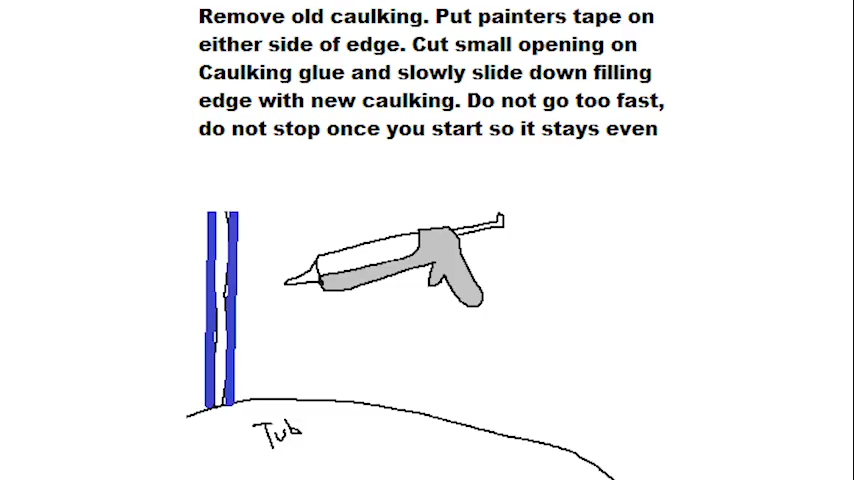 Remove old caulking. Put painters tape on
either side of edge. Cut small opening on
Caulking glue and slowly slide down filling
edge with new caulking. Do not go too fast,
do not stop once you start so it stays even
Tub